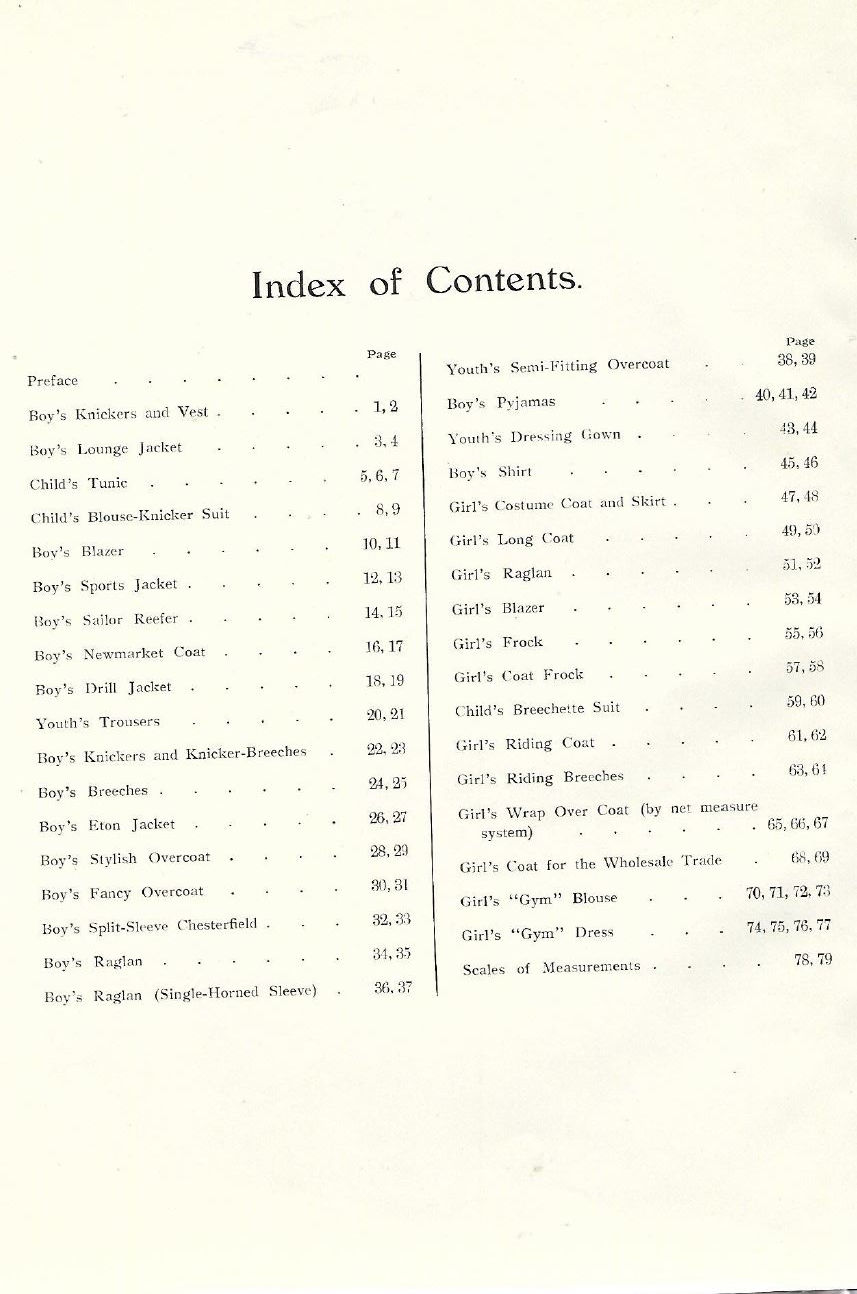 Index of Contents.
Page
Preface . . . . . . . .
Boy's Knickers and Vest . . . . . 1, 2
Boy's Lounge Jacket . . . . . 3, 4
Child's Tunic . . . . . . 5, 6, 7
Child's Blouse-Knicker Suit . . . . 8, 9
Boy's Blazer . . . . . . 10, 11
Boy's Sports Jacket . . . . . 12, 13
Boy's Sailor Reefer . . . . . 14, 15
Boy's Newmarket Coat . . . . 16, 17
Boy's Drill Jacket . . . . . 18, 19
Youth's Trousers . . . . . 20, 21
Boy's Knickers and Knicker-Breeches . 22, 23
Boy's Breeches . . . . . . 24, 25
Boy's Eton Jacket . . . . . 26, 27
Boy's Stylish Overcoat . . . . 28, 29
Boy's Fancy Overcoat . . . . 30, 31
Boy's Split-Sleeve Chesterfield . . . 32, 33
Boy's Raglan . . . . . . 34, 35
Boy's Raglan (Single-Horned Sleeve) . 36, 37
Page
Youth's Semi-Fitting Overcoat . . 38, 39
Boy's Pyjamas . . . . . 40, 41, 42
Youth's Dressing Gown . . . . 43, 44
Boy's Shirt . . . . . . 45, 46
Girl's Costume Coat and Skirt . . . 47, 48
Girl's Long Coat . . . . . 49, 50
Girl's Raglan . . . . . . 51, 52
Girl's Blazer . . . . . . 53, 54
Girl's Frock . . . . . . 55, 56
Girl's Coat Frock . . . . . 57, 58
Child's Breechette Suit . . . . 59, 60
Girl's Riding Coat . . . . . 61, 62
Girl's Riding Breeches . . . . 63, 64
Girl's Wrap Over Coat (by net measure
system) . . . . . . 65, 66, 67
Girl's Coat for the Wholesale Trade . 68, 69
Girl's "Gym" Blouse . . . 70, 71, 72, 73
Girl's "Gym" Dress . . . 74, 75, 76, 77
Scales of Measurements . . . . 78, 79